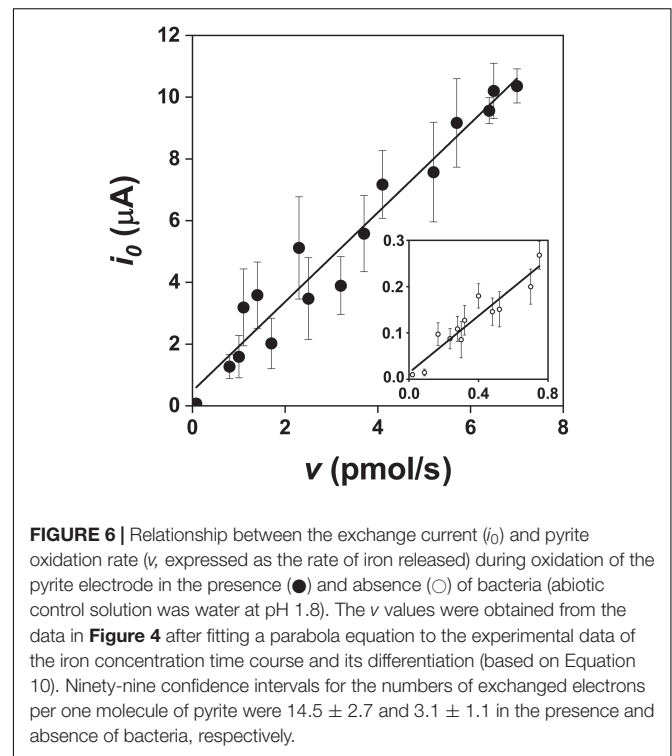 12
10
8
6
4
2
0
i0 (μA)
0.3
0.2
0.1
0.0
0.0 0.4 0.8
0 2 4 6 8
v (pmol/s)
FIGURE 6 | Relationship between the exchange current (i0) and pyrite
oxidation rate (v, expressed as the rate of iron released) during oxidation of the
pyrite electrode in the presence (●) and absence (○) of bacteria (abiotic
control solution was water at pH 1.8). The v values were obtained from the
data in Figure 4 after fitting a parabola equation to the experimental data of
the iron concentration time course and its differentiation (based on Equation
10). Ninety-nine confidence intervals for the numbers of exchanged electrons
per one molecule of pyrite were 14.5 ± 2.7 and 3.1 ± 1.1 in the presence and
absence of bacteria, respectively.